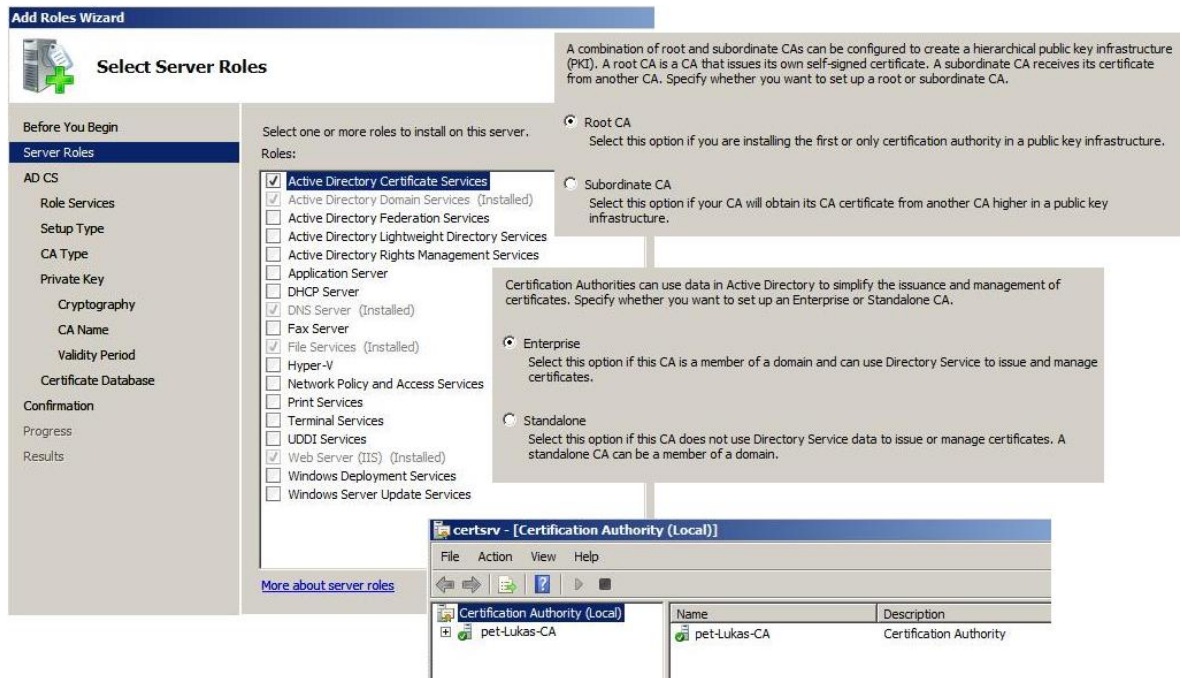 Add Roles Wizard
Select Server Roles
Before You Begin
Server Roles
AD CS
Role Services
Setup Type
CA Type
Private Key
Cryptography
CA Name
Validity Period
Certificate Database
Confirmation
Progress
Results
Select one or more roles to install on this server.
Roles:
Active Directory Certificate Services
Active Directory Domain Services (Installed)
Active Directory Federation Services
Active Directory Lightweight Directory Services
Active Directory Rights Management Services
Application Server
DHCP Server
DNS Server (Installed)
Fax Server
File Services (Installed)
Hyper-V
Network Policy and Access Services
Print Services
Terminal Services
UDDI Services
Web Server (IIS) (Installed)
Windows Deployment Services
Windows Server Update Services
More about server roles
A combination of root and subordinate CAs can be configured to create a hierarchical public key infrastructure
(PKI). A root CA is a CA that issues its own self-signed certificate. A subordinate CA receives its certificate
from another CA. Specify whether you want to set up a root or subordinate CA.
Root CA
Select this option if you are installing the first or only certification authority in a public key infrastructure.
Subordinate CA
Select this option if your CA will obtain its CA certificate from another CA higher in a public key
infrastructure.
Certification Authorities can use data in Active Directory to simplify the issuance and management of
certificates. Specify whether you want to set up an Enterprise or Standalone CA.
Enterprise
Select this option if this CA is a member of a domain and can use Directory Service to issue and manage
certificates.
Standalone
Select this option if this CA does not use Directory Service data to issue or manage certificates. A
standalone CA can be a member of a domain.
certsrv - [Certification Authority (Local)]
File Action View Help
Certification Authority (Local)
pet-Lukas-CA
Name Description
pet-Lukas-CA Certification Authority